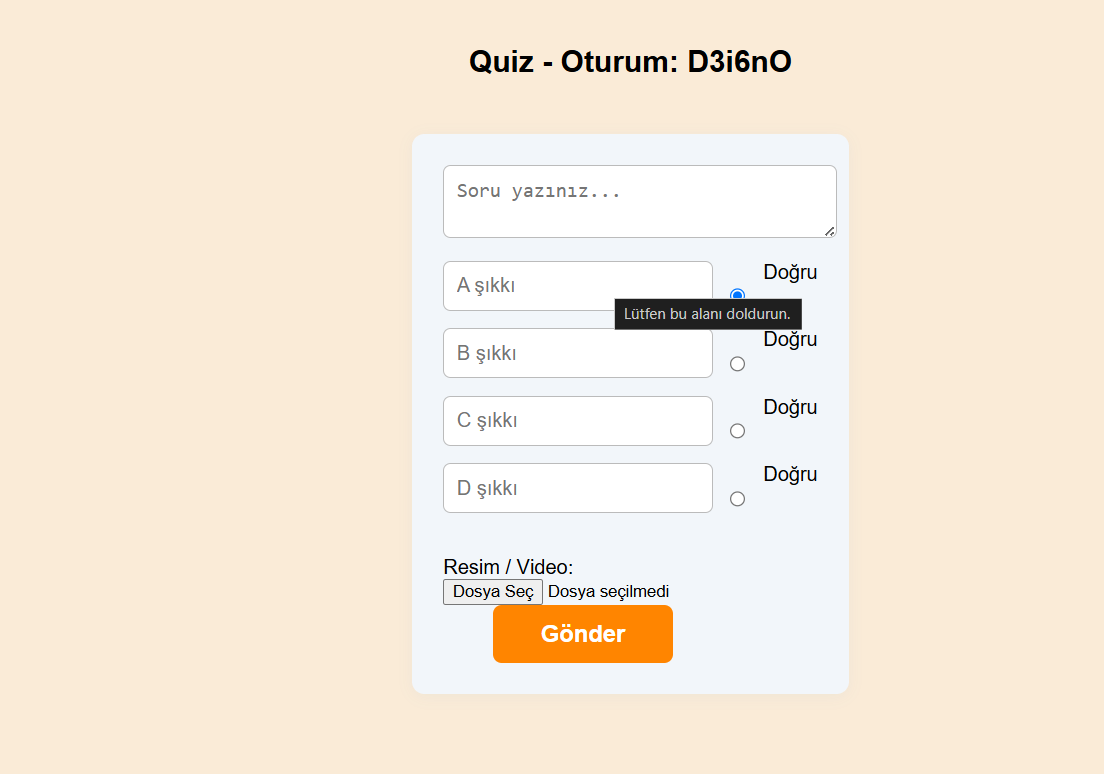 Quiz - Oturum: D3i6nO
Soru yazınız...
A şıkkı
Doğru
Lütfen bu alanı doldurun.
B şıkkı
Doğru
C şıkkı
Doğru
D şıkkı
Doğru
Resim / Video:
Dosya Seç Dosya seçilmedi
Gönder